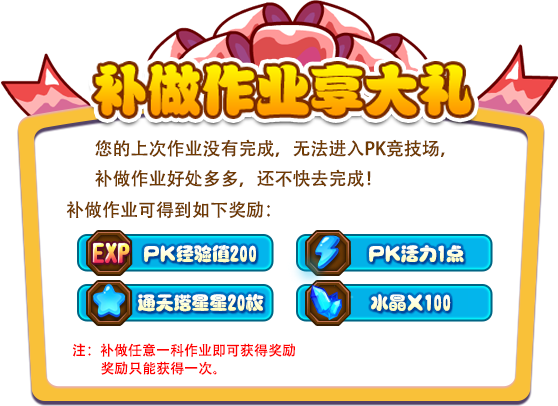 补做作业享大礼
您的上次作业没有完成，无法进入PK竞技场，
补做作业好处多多，还不快去完成！
补做作业可得到如下奖励：
EXP PK经验值200
PK活力1点
通天塔星星20枚
水晶X100
注：补做任意一科作业即可获得奖励
奖励只能获得一次。